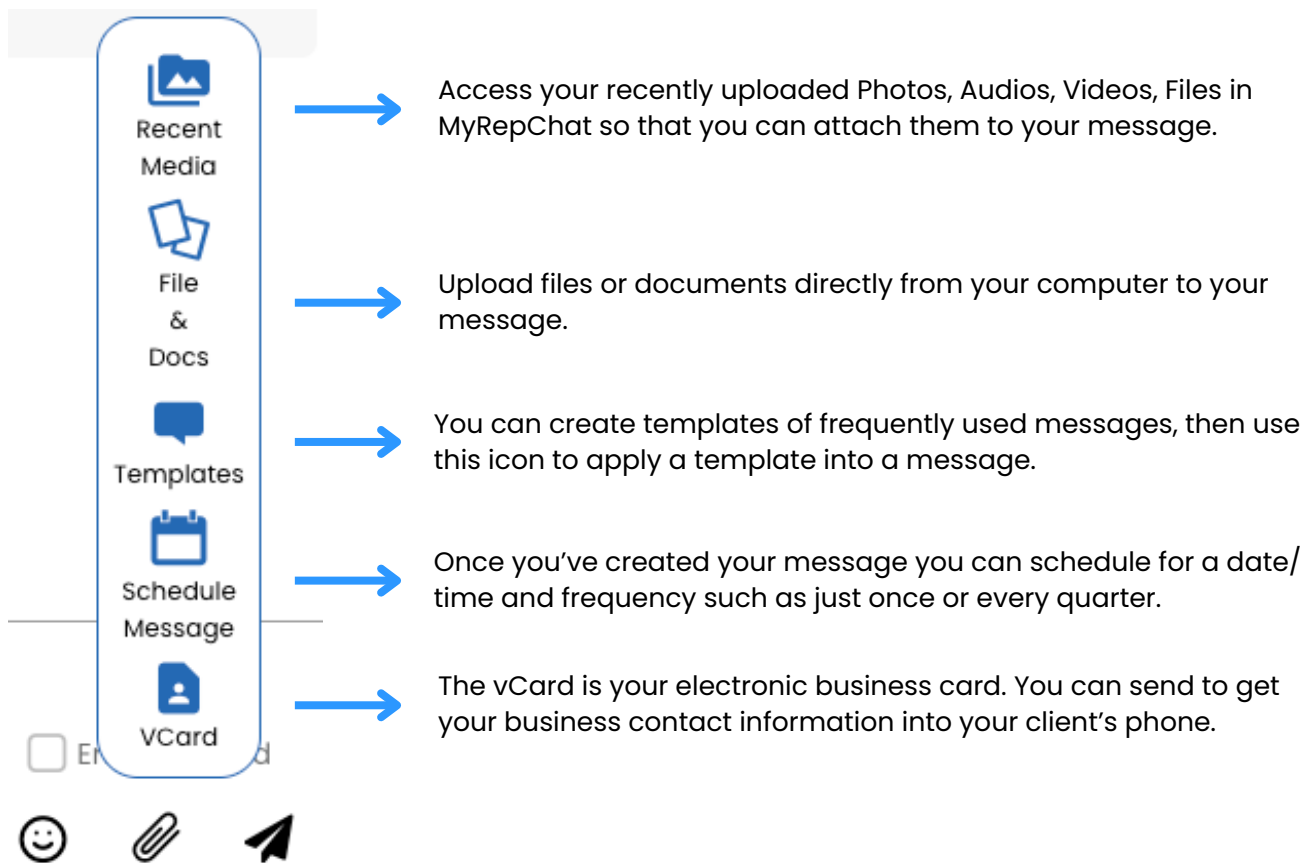 Recent
Media
Access your recently uploaded Photos, Audios, Videos, Files in
MyRepChat so that you can attach them to your message.
File
&
Docs
Upload files or documents directly from your computer to your
message.
Templates
You can create templates of frequently used messages, then use
this icon to apply a template into a message.
Schedule
Message
Once you’ve created your message you can schedule for a date/
time and frequency such as just once or every quarter.
VCard
The vCard is your electronic business card. You can send to get
your business contact information into your client’s phone.